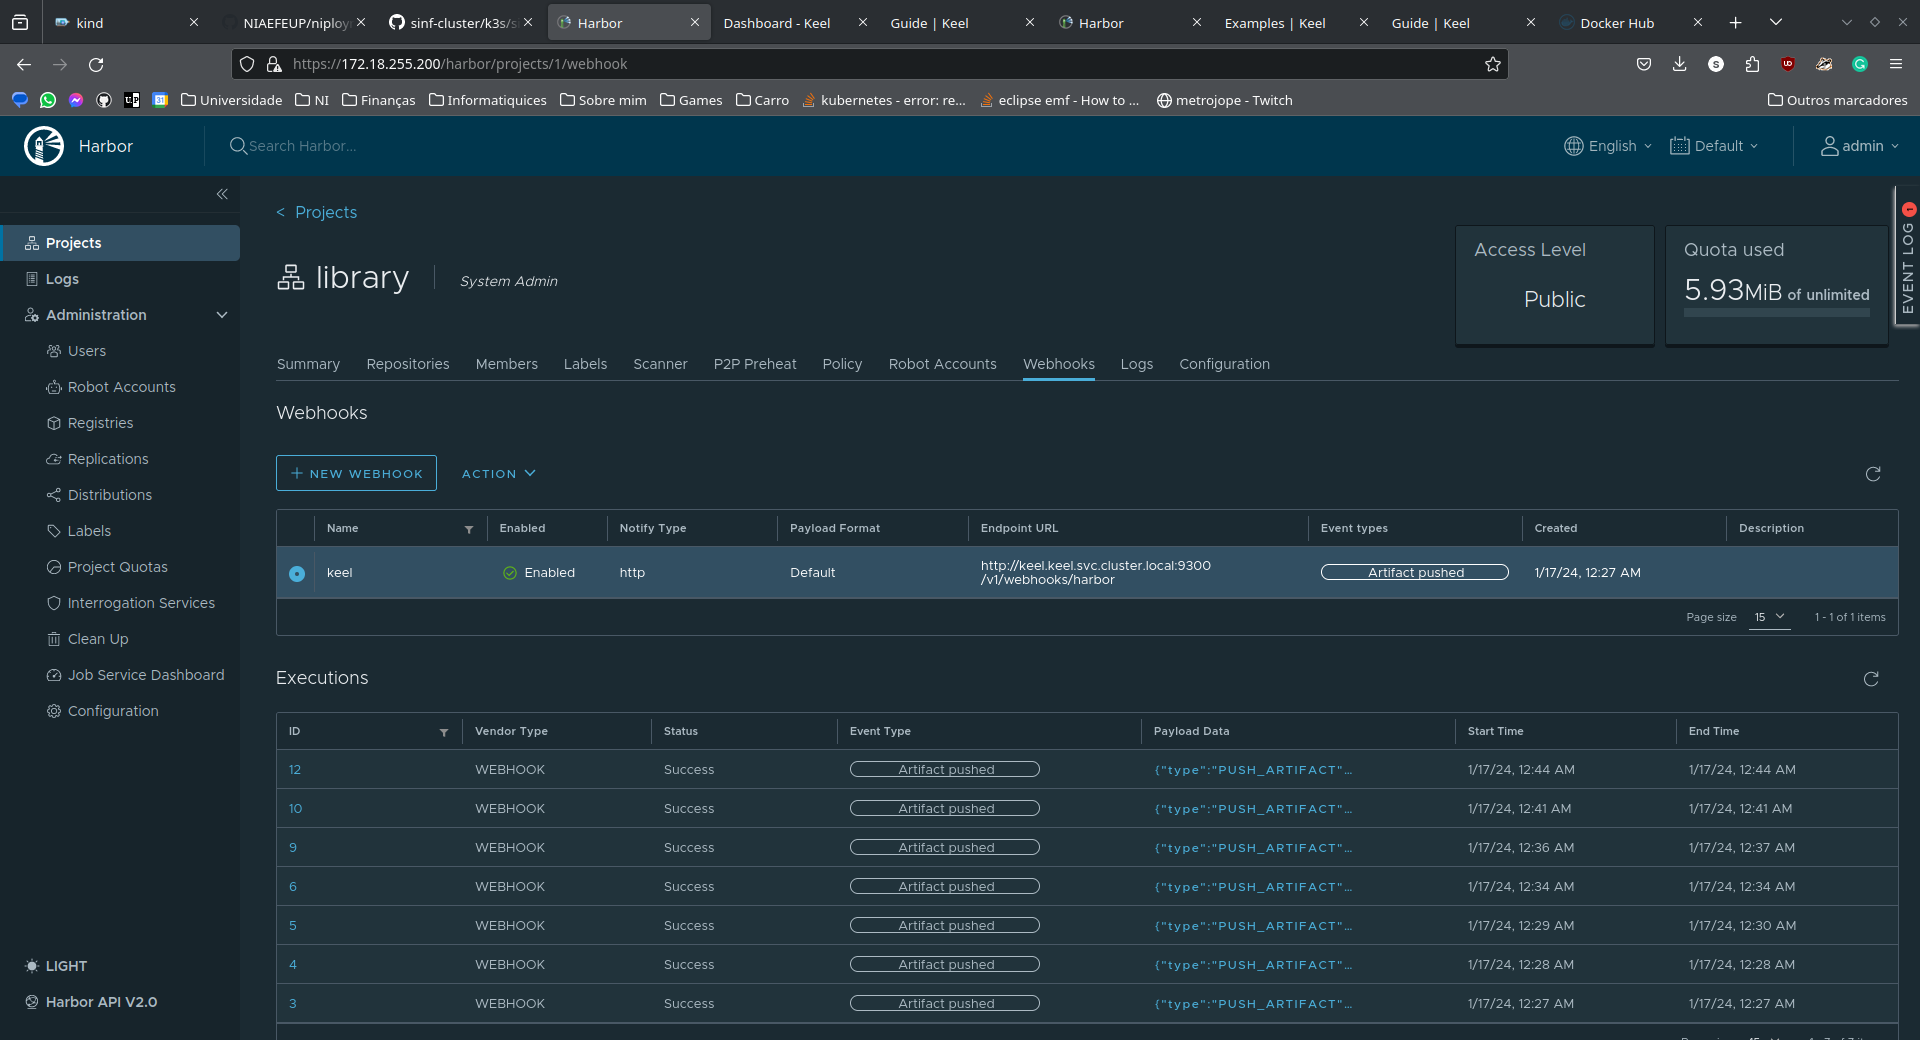 kind
NIAEFEUP/niploy
sinf-cluster/k3s/s
Harbor
Dashboard - Keel
Guide | Keel
Harbor
Examples | Keel
Guide | Keel
Docker Hub
https://172.18.255.200/harbor/projects/1/webhook
Universidade
NI
Finanças
Informatiquices
Sobre mim
Games
Carro
kubernetes - error: re...
eclipse emf - How to ...
metrojope - Twitch
Outros marcadores
Harbor
Search Harbor...
English
Default
admin
Projects
Logs
Administration
Users
Robot Accounts
Registries
Replications
Distributions
Labels
Project Quotas
Interrogation Services
Clean Up
Job Service Dashboard
Configuration
LIGHT
Harbor API V2.0
< Projects
library
System Admin
Access Level
Public
Quota used
5.93MiB of unlimited
EVENT LOG 1
Summary Repositories Members Labels Scanner P2P Preheat Policy Robot Accounts Webhooks Logs Configuration
Webhooks
+ NEW WEBHOOK ACTION
Name Enabled Notify Type Payload Format Endpoint URL Event types Created Description
keel Enabled http Default http://keel.keel.svc.cluster.local:9300 Artifact pushed 1/17/24, 12:27 AM
/v1/webhooks/harbor
Page size 15 1 - 1 of 1 items
Executions
ID Vendor Type Status Event Type Payload Data Start Time End Time
12 WEBHOOK Success Artifact pushed {"type":"PUSH_ARTIFACT"... 1/17/24, 12:44 AM 1/17/24, 12:44 AM
10 WEBHOOK Success Artifact pushed {"type":"PUSH_ARTIFACT"... 1/17/24, 12:41 AM 1/17/24, 12:41 AM
9 WEBHOOK Success Artifact pushed {"type":"PUSH_ARTIFACT"... 1/17/24, 12:36 AM 1/17/24, 12:37 AM
6 WEBHOOK Success Artifact pushed {"type":"PUSH_ARTIFACT"... 1/17/24, 12:34 AM 1/17/24, 12:34 AM
5 WEBHOOK Success Artifact pushed {"type":"PUSH_ARTIFACT"... 1/17/24, 12:29 AM 1/17/24, 12:30 AM
4 WEBHOOK Success Artifact pushed {"type":"PUSH_ARTIFACT"... 1/17/24, 12:28 AM 1/17/24, 12:28 AM
3 WEBHOOK Success Artifact pushed {"type":"PUSH_ARTIFACT"... 1/17/24, 12:27 AM 1/17/24, 12:27 AM